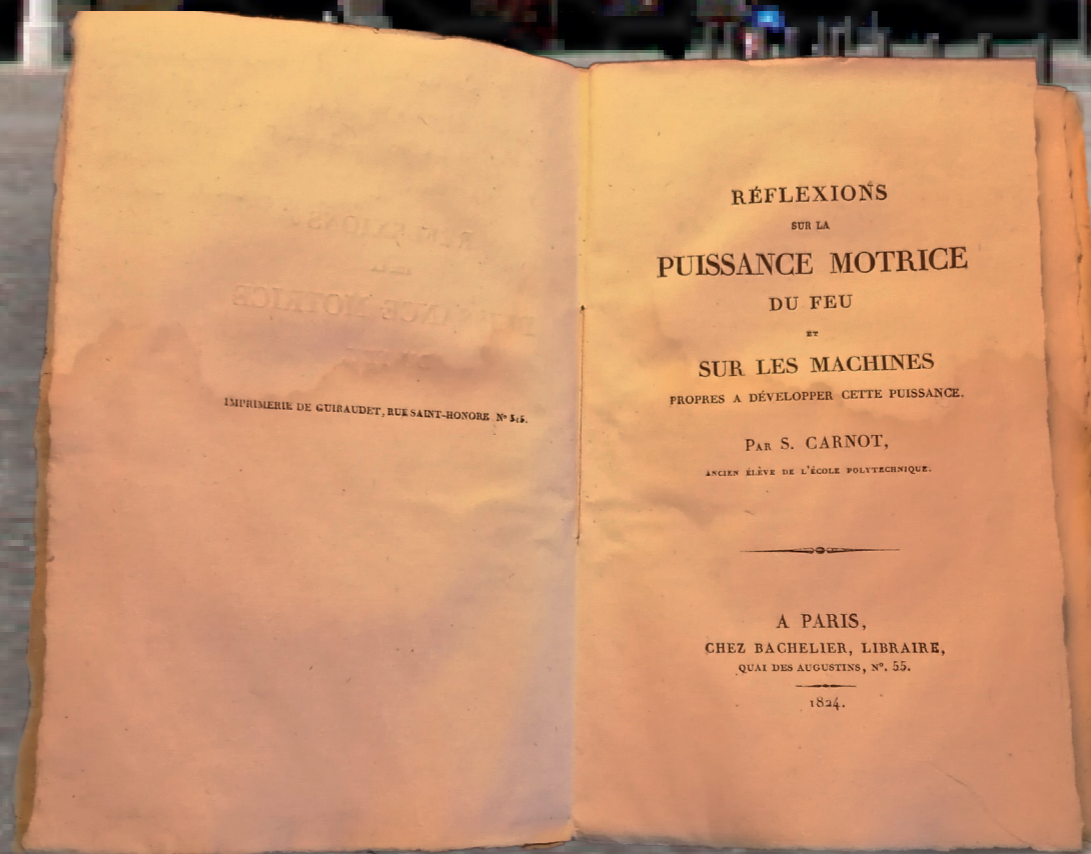 IMPRIMERIE DE GUIRAUDET, RUE SAINT-HONORE N°
RÉFLEXIONS
SUR LA
PUISSANCE MOTRICE
DU FEU
ET
SUR LES MACHINES
PROPRES A DÉVELOPPER CETTE PUISSANCE.
PAR S. CARNOT,
ANCIEN ÉLÈVE DE L'ÉCOLE POLYTECHNIQUE.
A PARIS,
CHEZ BACHELIER, LIBRAIRE,
QUAI DES AUGUSTINS, N°. 55.
1824.